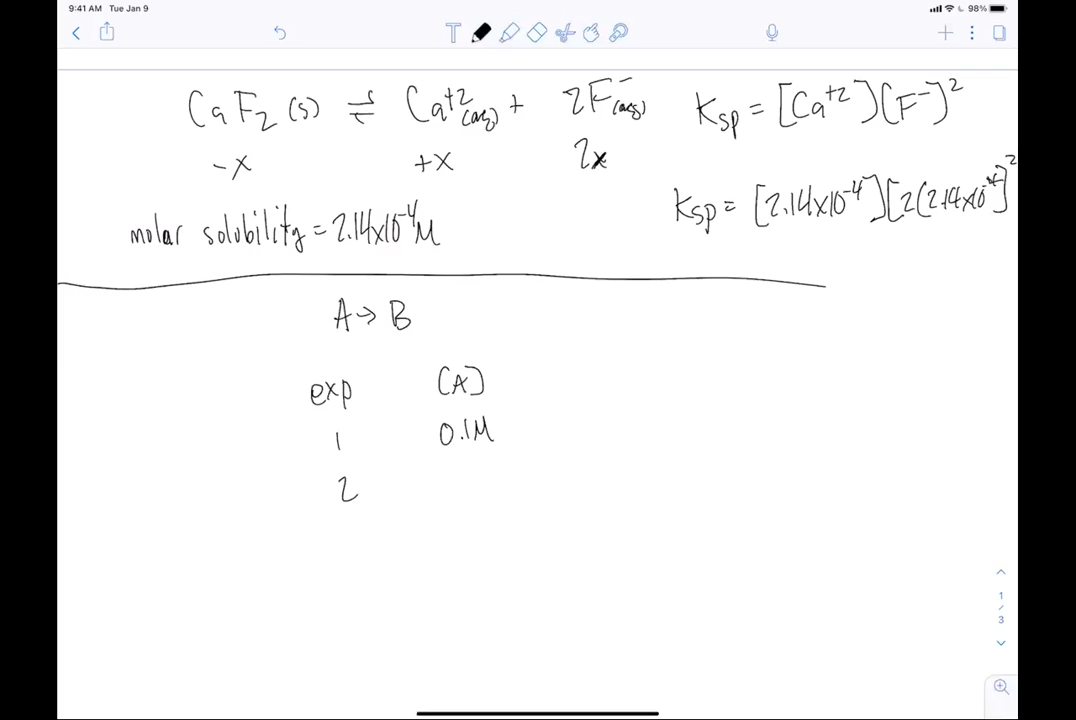 9:41 AM Tue Jan 9 98%
CaF₂ (s) ⇌ Ca⁺²(aq) + 2F⁻(aq) Ksp = [Ca⁺²][F⁻]²
-x +x 2x
Ksp = [2.14x10⁻⁴][2(2.14x10⁻⁴]²
molar solubility = 2.14x10⁻⁴M
A → B
exp [A]
1 0.1M
2
1
/
3